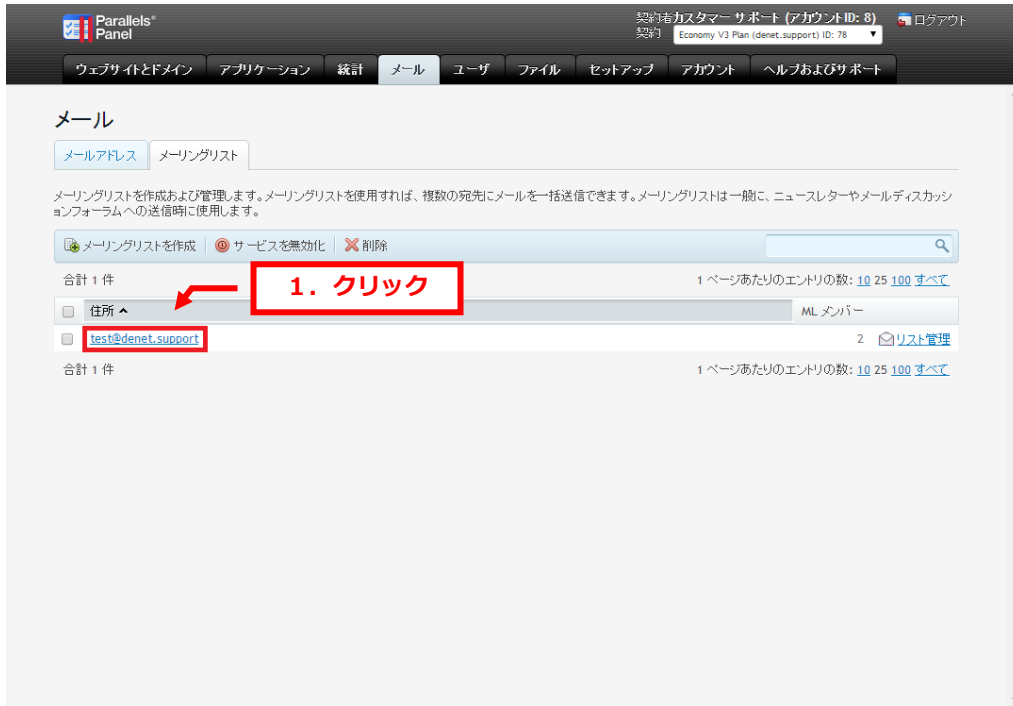 Parallels®
Panel
契約者カスタマー サポート (アカウントID: 8)
ログアウト
契約
Economy V3 Plan (denet.support) ID: 78
ウェブサイトとドメイン
アプリケーション
統計
メール
ユーザ
ファイル
セットアップ
アカウント
ヘルプおよびサポート
メール
メールアドレス
メーリングリスト
メーリングリストを作成および管理します。メーリングリストを使用すれば、複数の宛先にメールを一括送信できます。メーリングリストは一般に、ニュースレターやメールディスカッシ
ョンフォーラムへの送信時に使用します。
メーリングリストを作成
サービスを無効化
削除
合計 1 件
1 ページあたりのエントリの数: 10 25 100 すべて
1. クリック
住所
ML メンバー
test@denet.support
2
リスト管理
合計 1 件
1 ページあたりのエントリの数: 10 25 100 すべて